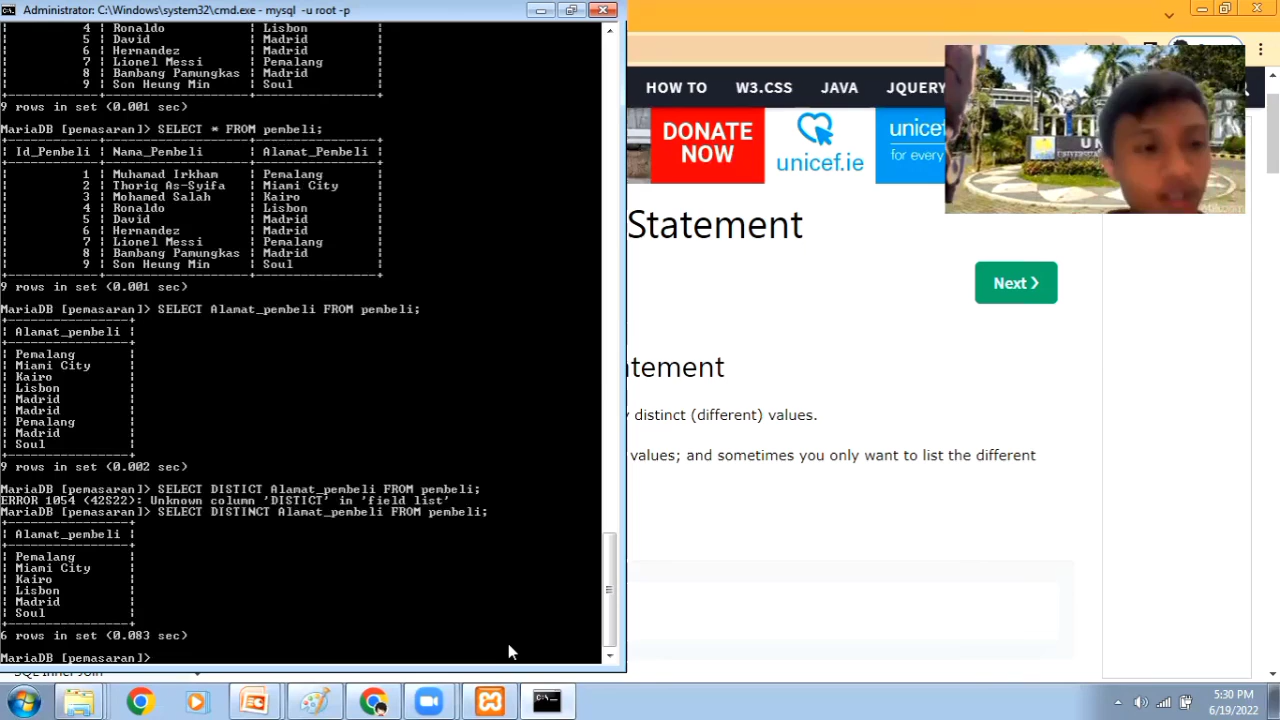 Administrator: C:\Windows\system32\cmd.exe - mysql -u root -p
| 4 | Ronaldo | Lisbon |
| 5 | David | Madrid |
| 6 | Hernandez | Madrid |
| 7 | Lionel Messi | Pemalang |
| 8 | Bambang Pamungkas | Madrid |
| 9 | Son Heung Min | Soul |
+------------+-------------------+----------------+
9 rows in set (0.001 sec)
MariaDB [pemasaran]> SELECT * FROM pembeli;
+------------+-------------------+----------------+
| Id_Pembeli | Nama_Pembeli | Alamat_Pembeli |
+------------+-------------------+----------------+
| 1 | Muhamad Irkham | Pemalang |
| 2 | Thoriq As-Syifa | Miami City |
| 3 | Mohamed Salah | Kairo |
| 4 | Ronaldo | Lisbon |
| 5 | David | Madrid |
| 6 | Hernandez | Madrid |
| 7 | Lionel Messi | Pemalang |
| 8 | Bambang Pamungkas | Madrid |
| 9 | Son Heung Min | Soul |
+------------+-------------------+----------------+
9 rows in set (0.001 sec)
MariaDB [pemasaran]> SELECT Alamat_pembeli FROM pembeli;
+----------------+
| Alamat_pembeli |
+----------------+
| Pemalang |
| Miami City |
| Kairo |
| Lisbon |
| Madrid |
| Madrid |
| Pemalang |
| Madrid |
| Soul |
+----------------+
9 rows in set (0.002 sec)
MariaDB [pemasaran]> SELECT DISTICT Alamat_pembeli FROM pembeli;
ERROR 1054 (42S22): Unknown column 'DISTICT' in 'field list'
MariaDB [pemasaran]> SELECT DISTINCT Alamat_pembeli FROM pembeli;
+----------------+
| Alamat_pembeli |
+----------------+
| Pemalang |
| Miami City |
| Kairo |
| Lisbon |
| Madrid |
| Soul |
+----------------+
6 rows in set (0.083 sec)
MariaDB [pemasaran]>
HOW TO W3.CSS JAVA JQUERY
DONATE
NOW
unicef.ie
unicef
for every
Statement
Next ❯
tement
distinct (different) values.
values; and sometimes you only want to list the different
5:30 PM
6/19/2022